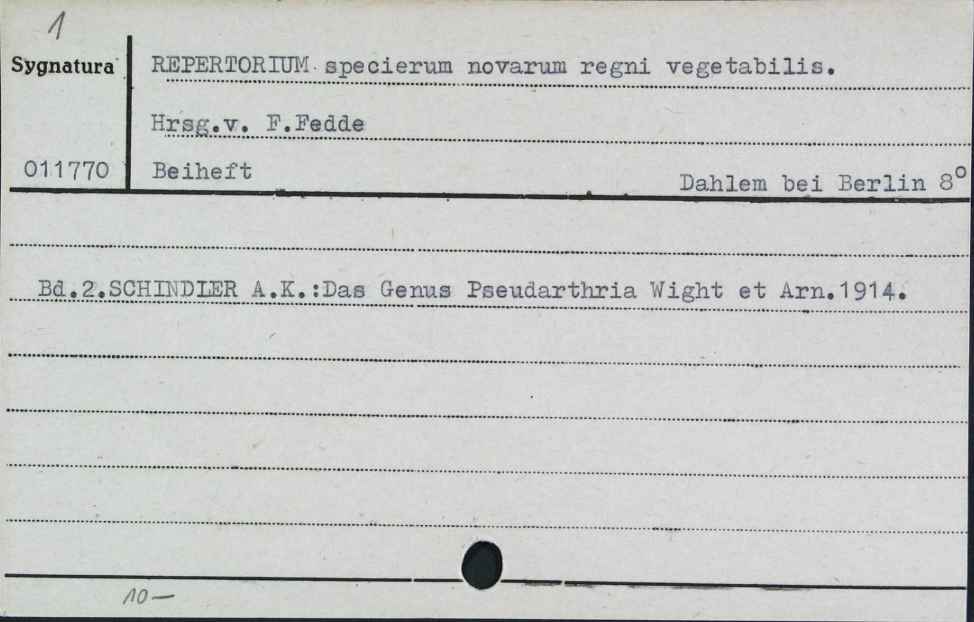 1
Sygnatura
REPERTORIUM specierum novarum regni vegetabilis.
Hrsg.v. F.Fedde
011770
Beiheft
Dahlem bei Berlin 8°
Bd.2.SCHINDLER A.K.:Das Genus Pseudarthria Wight et Arn.1914.
10—